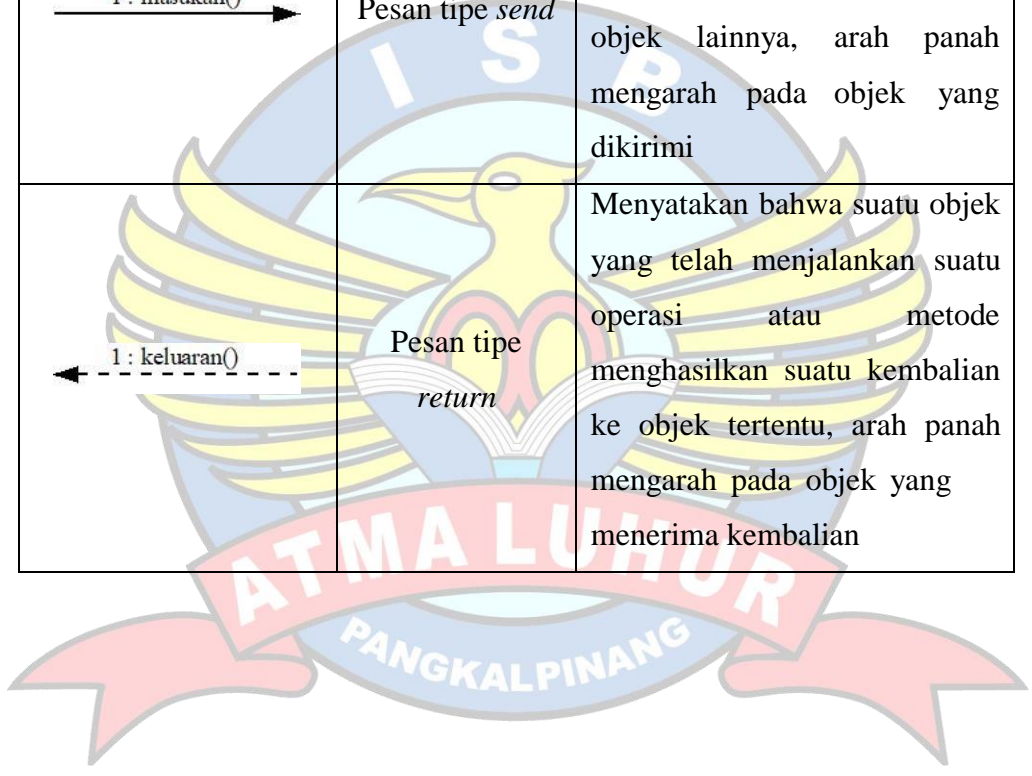 1 : masukan()
Pesan tipe send
objek lainnya, arah panah
mengarah pada objek yang
dikirimi
1 : keluaran()
Pesan tipe
return
Menyatakan bahwa suatu objek
yang telah menjalankan suatu
operasi atau metode
menghasilkan suatu kembalian
ke objek tertentu, arah panah
mengarah pada objek yang
menerima kembalian
I S B
ATMA LUHUR
PANGKALPINANG